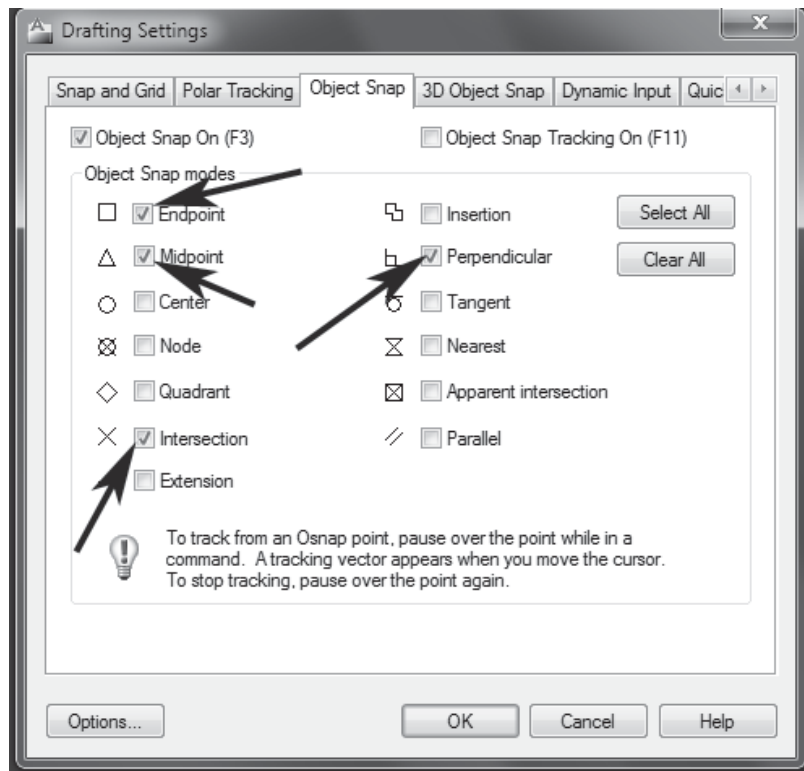 Drafting Settings
Snap and Grid Polar Tracking Object Snap 3D Object Snap Dynamic Input Quic
Object Snap On (F3) Object Snap Tracking On (F11)
Object Snap modes
Endpoint Insertion Select All
Midpoint Perpendicular Clear All
Center Tangent
Node Nearest
Quadrant Apparent intersection
Intersection Parallel
Extension
To track from an Osnap point, pause over the point while in a
command. A tracking vector appears when you move the cursor.
To stop tracking, pause over the point again.
Options... OK Cancel Help